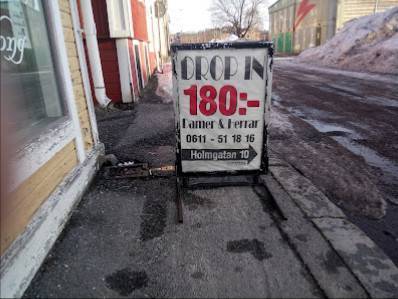 DROP IN
180:-
Damer & Herrar
0611 - 51 18 16
Holmgatan 10